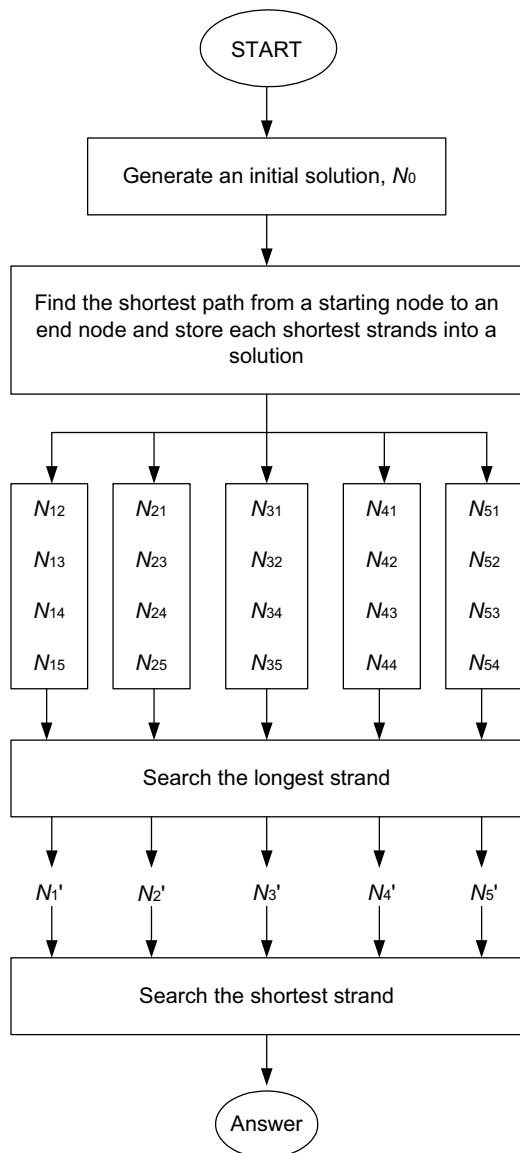 START
Generate an initial solution, N0
Find the shortest path from a starting node to an
end node and store each shortest strands into a
solution
N12 N21 N31 N41 N51
N13 N23 N32 N42 N52
N14 N24 N34 N43 N53
N15 N25 N35 N44 N54
Search the longest strand
N1' N2' N3' N4' N5'
Search the shortest strand
Answer